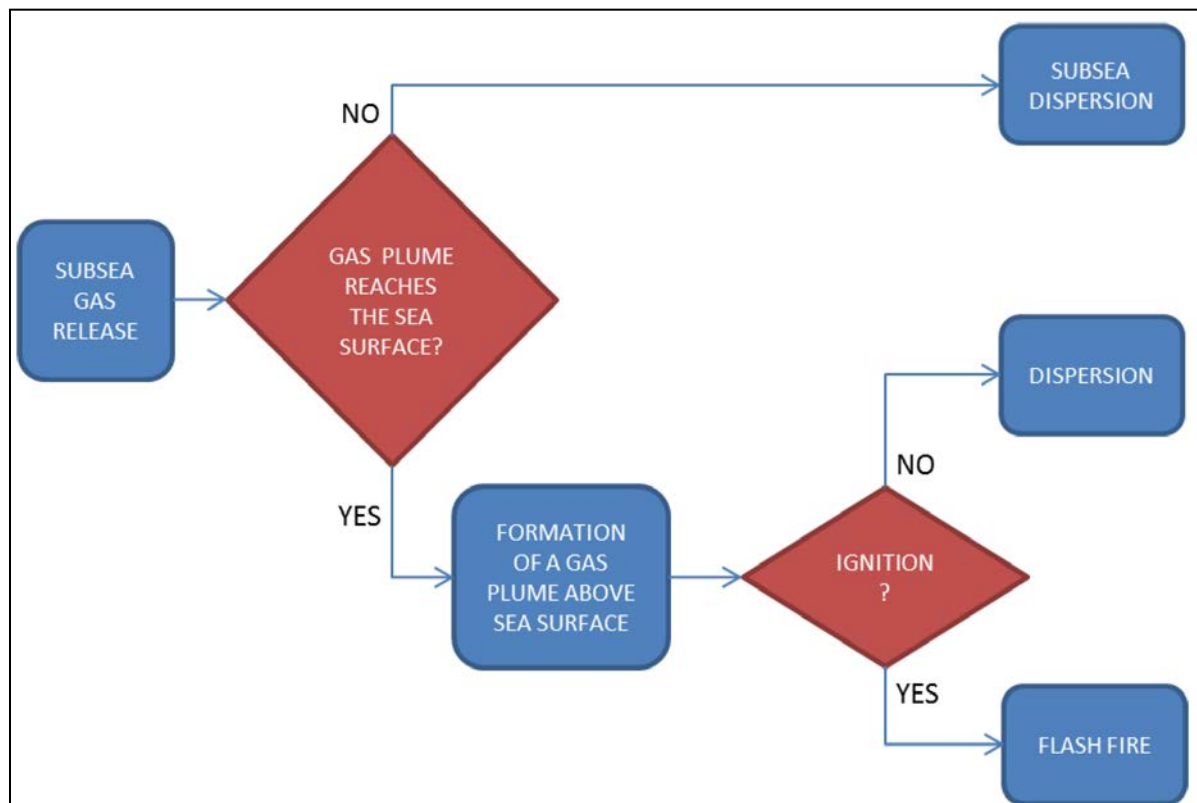 NO
SUBSEA
DISPERSION
SUBSEA
GAS
RELEASE
GAS PLUME
REACHES
THE SEA
SURFACE?
YES
FORMATION
OF A GAS
PLUME ABOVE
SEA SURFACE
IGNITION
?
NO
DISPERSION
YES
FLASH FIRE